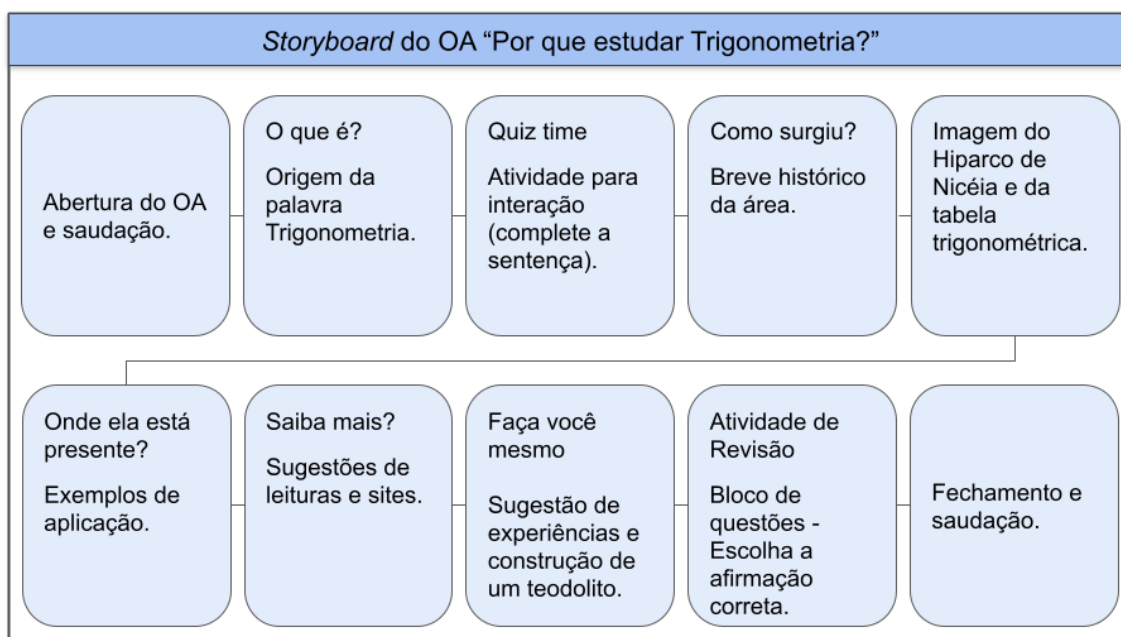 Storyboard do OA “Por que estudar Trigonometria?”
Abertura do OA
e saudação.
O que é?
Origem da
palavra
Trigonometria.
Quiz time
Atividade para
interação
(complete a
sentença).
Como surgiu?
Breve histórico
da área.
Imagem do
Hiparco de
Nicéia e da
tabela
trigonométrica.
Onde ela está
presente?
Exemplos de
aplicação.
Saiba mais?
Sugestões de
leituras e sites.
Faça você
mesmo
Sugestão de
experiências e
construção de
um teodolito.
Atividade de
Revisão
Bloco de
questões -
Escolha a
afirmação
correta.
Fechamento e
saudação.